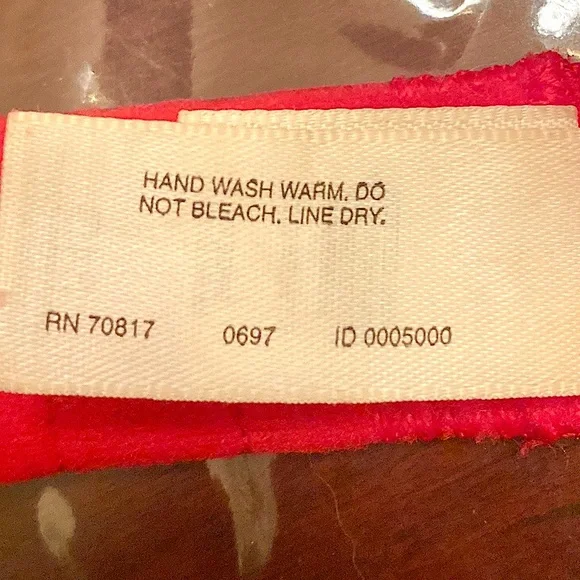 HAND WASH WARM. DO
NOT BLEACH. LINE DRY.
RN 70817 0697 ID 0005000